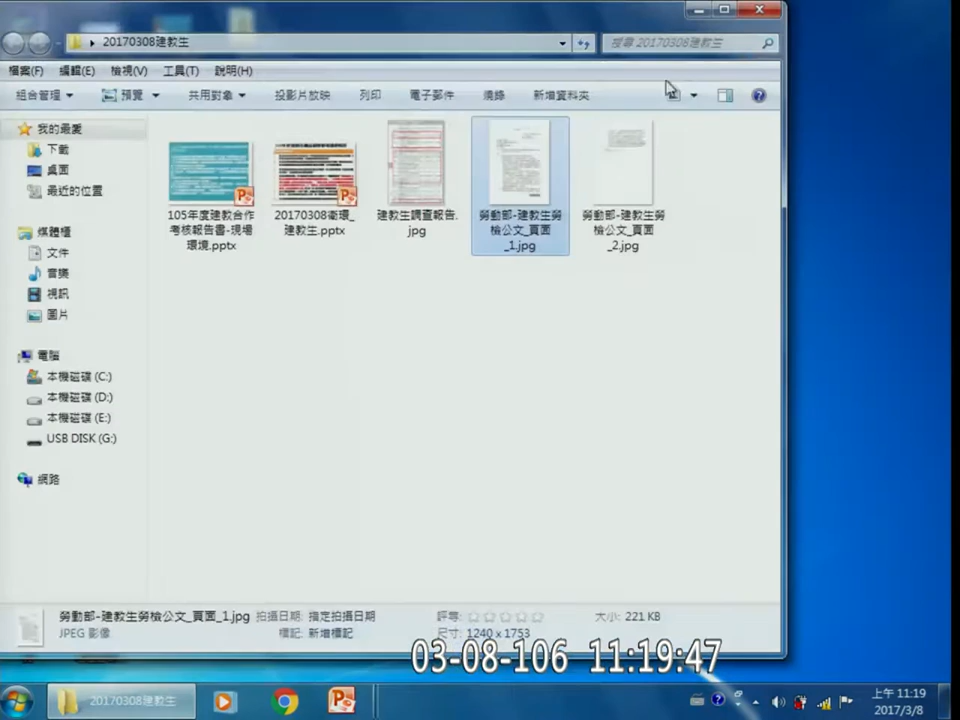 20170308建教生
搜尋 20170308建教生
檔案(F) 編輯(E) 檢視(V) 工具(T) 說明(H)
組合管理 預覽 共用對象 投影片放映 列印 電子郵件 燒錄 新增資料夾
我的最愛
下載
桌面
最近的位置
媒體櫃
文件
音樂
視訊
圖片
電腦
本機磁碟 (C:)
本機磁碟 (D:)
本機磁碟 (E:)
USB DISK (G:)
網路
105年度建教合作
考核報告書-現場
環境.pptx
20170308衛環_
建教生.pptx
建教生調查報告.
jpg
勞動部-建教生勞
檢公文_頁面
_1.jpg
勞動部-建教生勞
檢公文_頁面
_2.jpg
勞動部-建教生勞檢公文_頁面_1.jpg 拍攝日期: 指定拍攝日期 評等: 大小: 221 KB
JPEG 影像 標記: 新增標記 尺寸: 1240 x 1753
03-08-106 11:19:47
20170308建教生
上午 11:19
2017/3/8